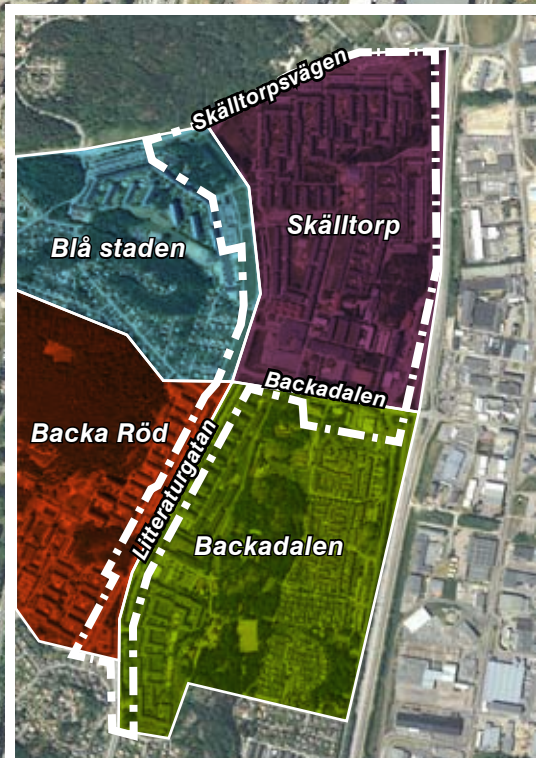 Skälltorpsvägen
Skälltorp
Blå staden
Backadalen
Backa Röd
Litteraturgatan
Backadalen